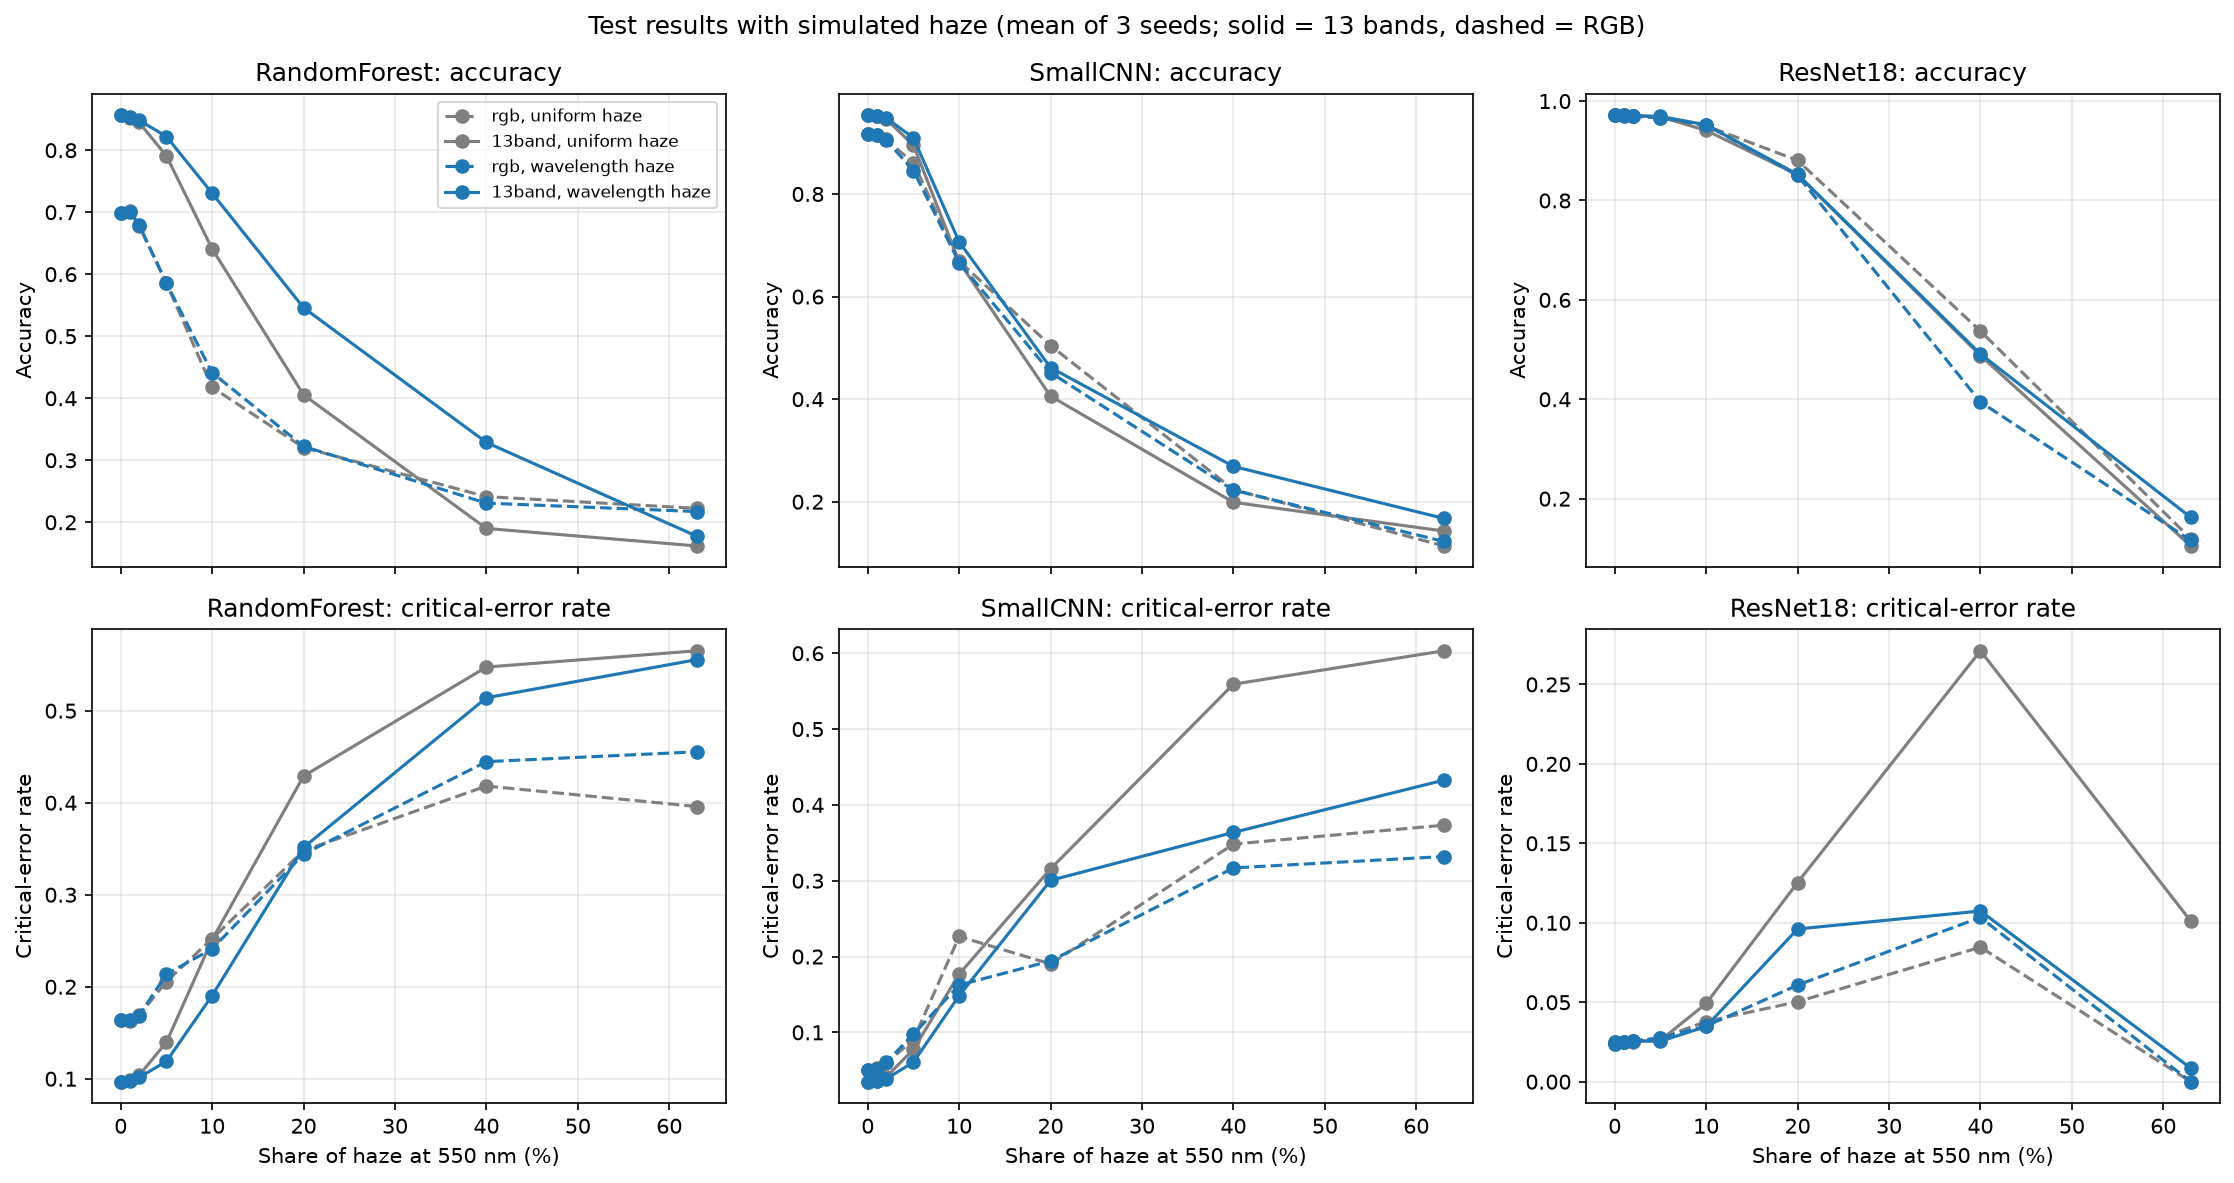 Test results with simulated haze (mean of 3 seeds; solid = 13 bands, dashed = RGB)
RandomForest: accuracy
SmallCNN: accuracy
ResNet18: accuracy
rgb, uniform haze
13band, uniform haze
rgb, wavelength haze
13band, wavelength haze
Accuracy
0.8
0.7
0.6
0.5
0.4
0.3
0.2
Accuracy
0.8
0.6
0.4
0.2
Accuracy
1.0
0.8
0.6
0.4
0.2
RandomForest: critical-error rate
SmallCNN: critical-error rate
ResNet18: critical-error rate
Critical-error rate
0.5
0.4
0.3
0.2
0.1
0 10 20 30 40 50 60
Share of haze at 550 nm (%)
Critical-error rate
0.6
0.5
0.4
0.3
0.2
0.1
0 10 20 30 40 50 60
Share of haze at 550 nm (%)
Critical-error rate
0.25
0.20
0.15
0.10
0.05
0.00
0 10 20 30 40 50 60
Share of haze at 550 nm (%)